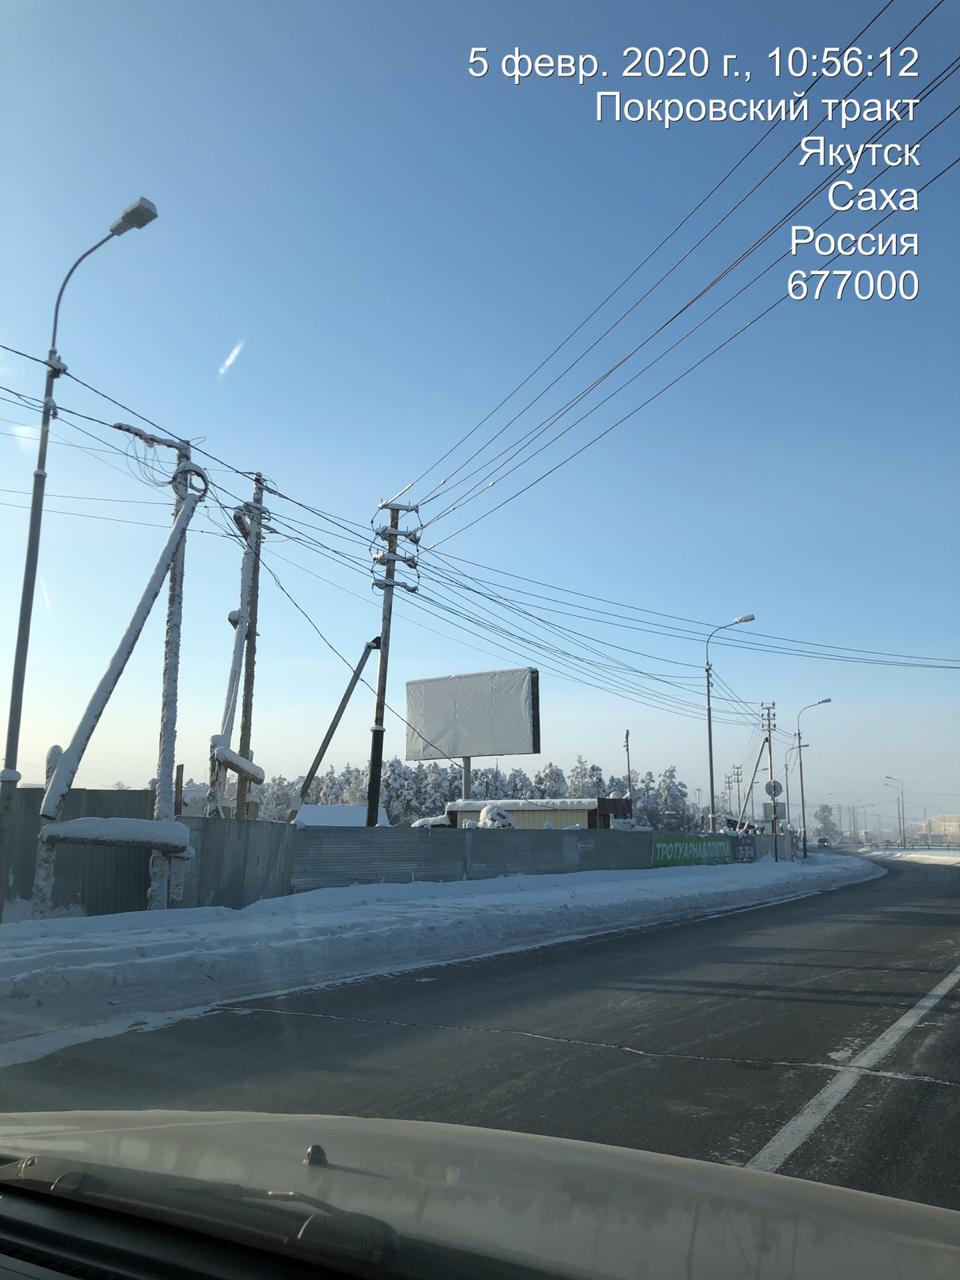 5 февр. 2020 г., 10:56:12
Покровский тракт
Якутск
Саха
Россия
677000
ТРОТУАРНАЯ ПЛИТКА